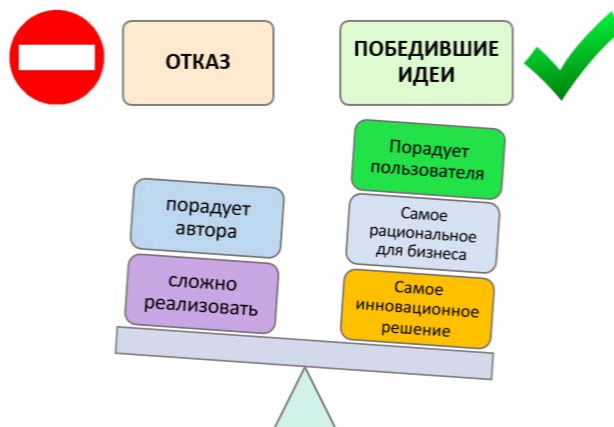 ОТКАЗ
ПОБЕДИВШИЕ
ИДЕИ
порадует
автора
сложно
реализовать
Порадует
пользователя
Самое
рациональное
для бизнеса
Самое
инновационное
решение